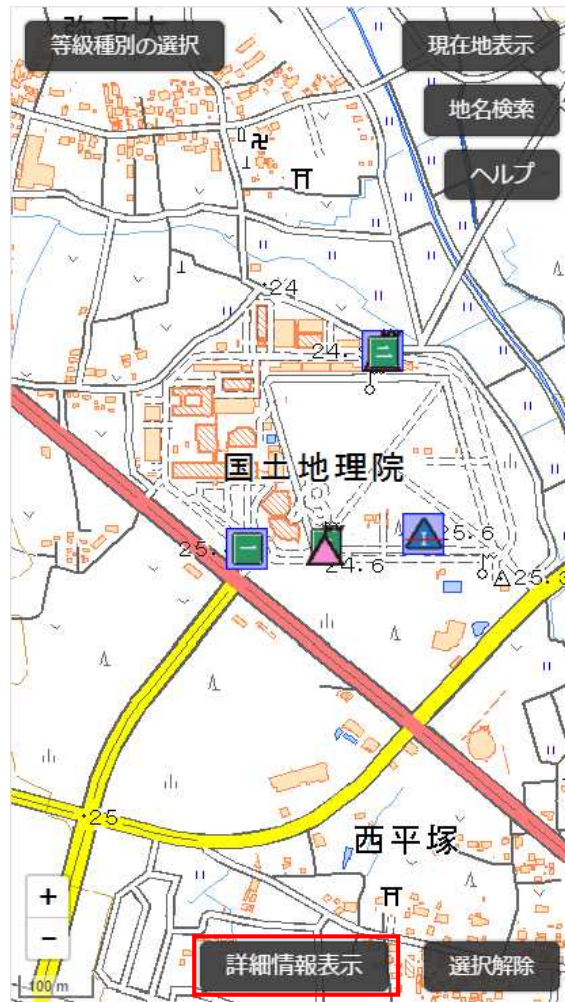 等級種別の選択
現在地表示
地名検索
ヘルプ
24
24.
二
国土地理院
25.
一
24.6
25.6
25.3
25
西平塚
+
−
100 m
詳細情報表示
選択解除